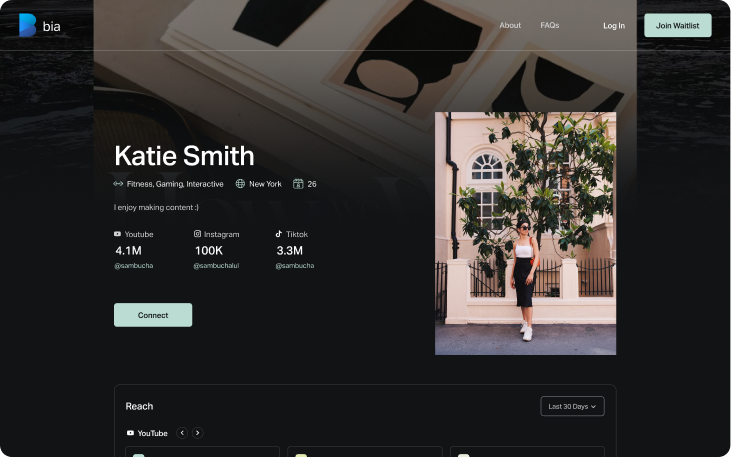 bia
About FAQs Log In Join Waitlist
Katie Smith
Fitness, Gaming, Interactive New York 26
I enjoy making content :)
Youtube Instagram Tiktok
4.1M 100K 3.3M
@sambucha @sambuchalul @sambucha
Connect
Reach Last 30 Days
YouTube